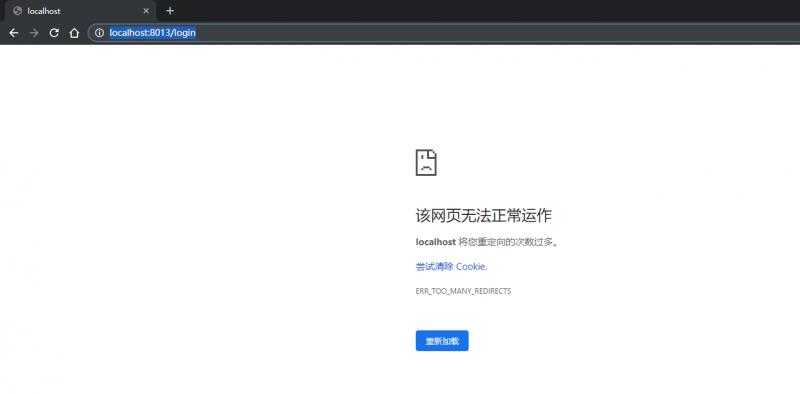 localhost
localhost:8013/login
该网页无法正常运作
localhost 将您重定向的次数过多。
尝试清除 Cookie.
ERR_TOO_MANY_REDIRECTS
重新加载